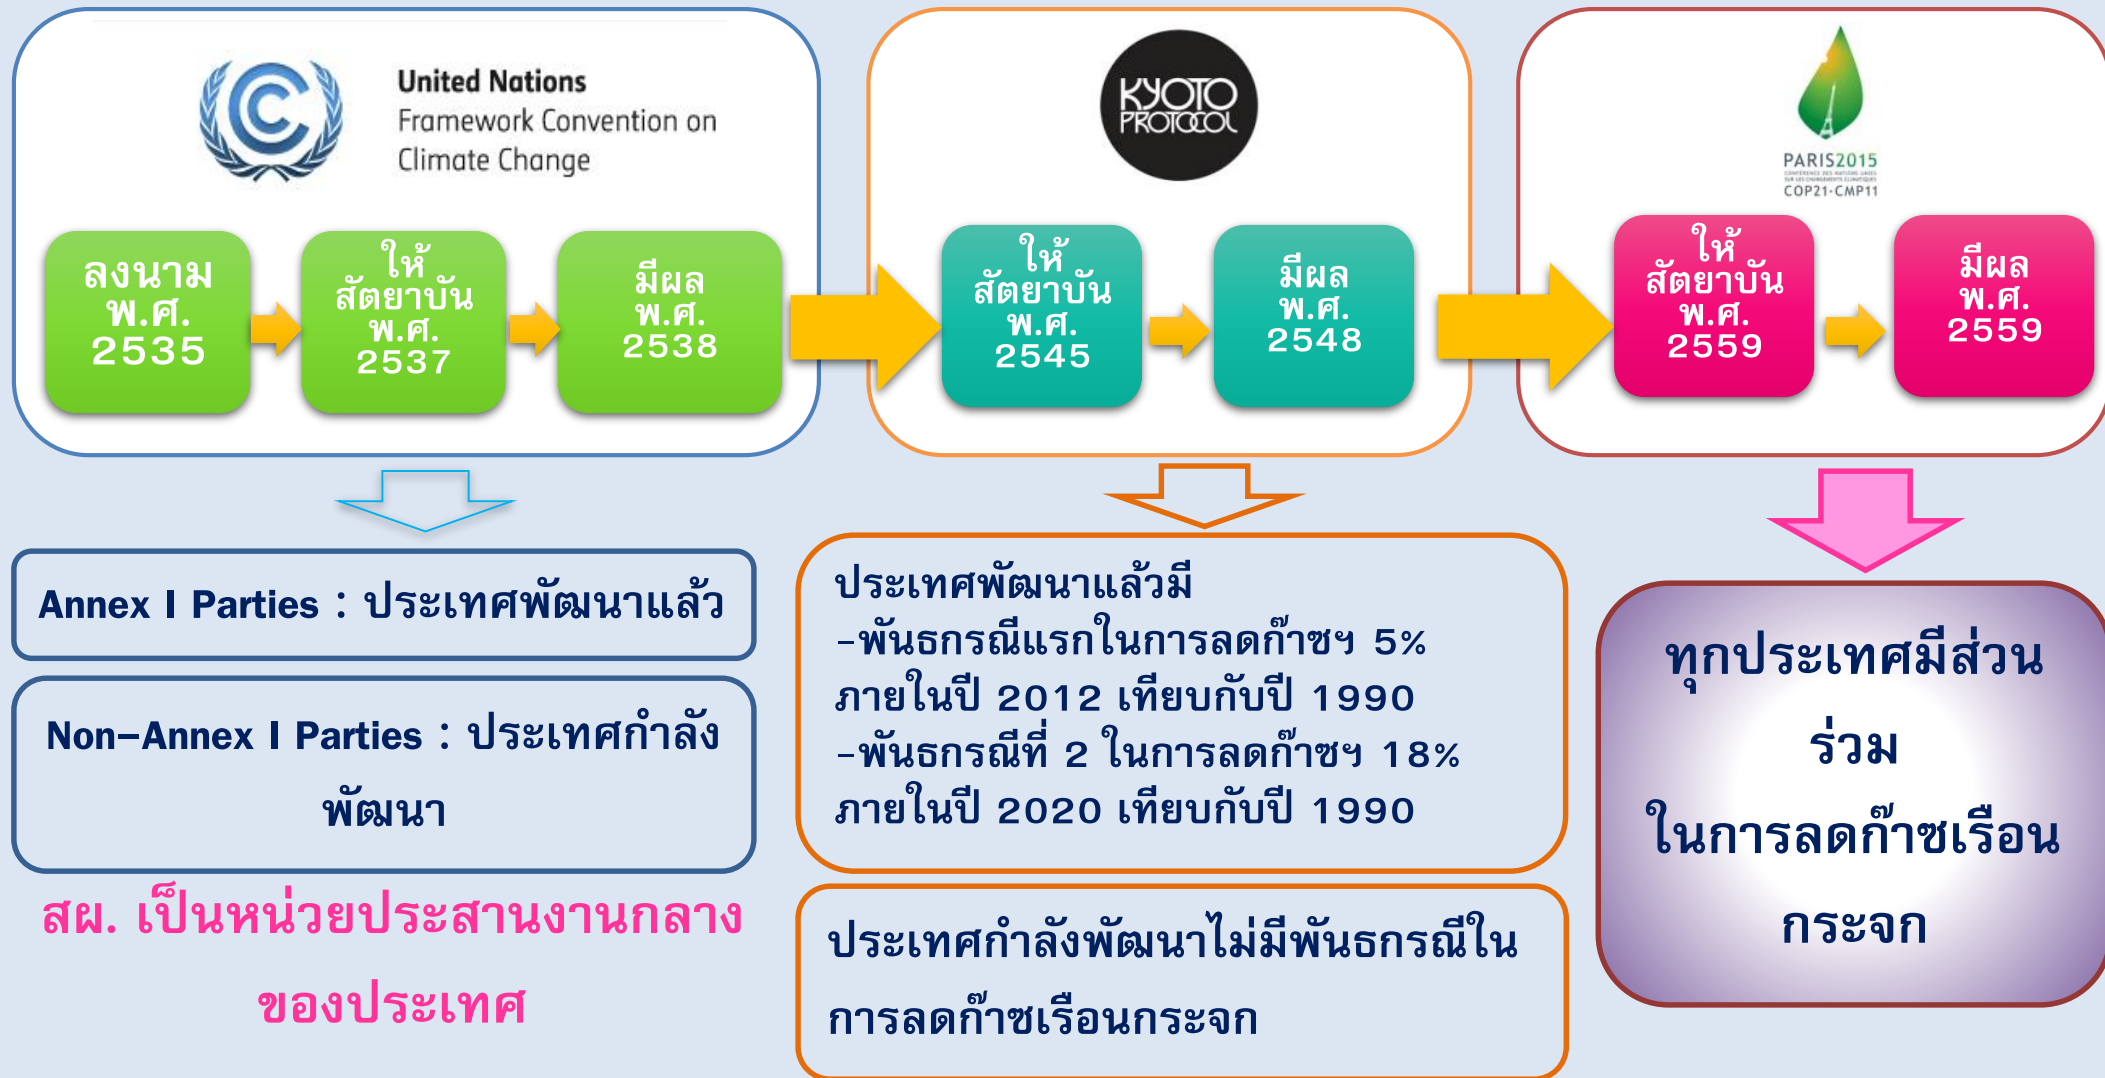 United Nations
Framework Convention on
Climate Change
ลงนาม
พ.ศ.
2535
ให้
สัตยาบัน
พ.ศ.
2537
มีผล
พ.ศ.
2538
KYOTO
PROTOCOL
ให้
สัตยาบัน
พ.ศ.
2545
มีผล
พ.ศ.
2548
PARIS2015
CONFÉRENCE DES NATIONS UNIES
SUR LES CHANGEMENTS CLIMATIQUES
COP21·CMP11
ให้
สัตยาบัน
พ.ศ.
2559
มีผล
พ.ศ.
2559
Annex I Parties : ประเทศพัฒนาแล้ว
Non-Annex I Parties : ประเทศกำลัง
พัฒนา
สผ. เป็นหน่วยประสานงานกลาง
ของประเทศ
ประเทศพัฒนาแล้วมี
-พันธกรณีแรกในการลดก๊าซฯ 5%
ภายในปี 2012 เทียบกับปี 1990
-พันธกรณีที่ 2 ในการลดก๊าซฯ 18%
ภายในปี 2020 เทียบกับปี 1990
ประเทศกำลังพัฒนาไม่มีพันธกรณีใน
การลดก๊าซเรือนกระจก
ทุกประเทศมีส่วน
ร่วม
ในการลดก๊าซเรือน
กระจก